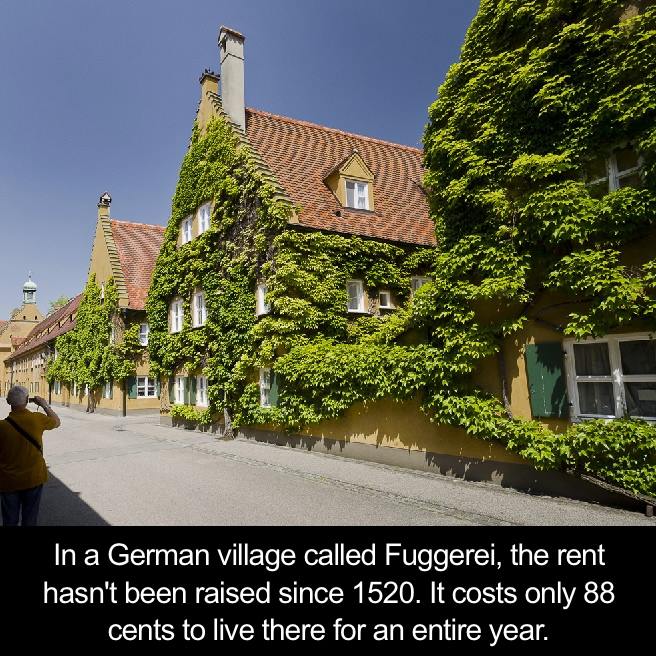 In a German village called Fuggerei, the rent
hasn't been raised since 1520. It costs only 88
cents to live there for an entire year.